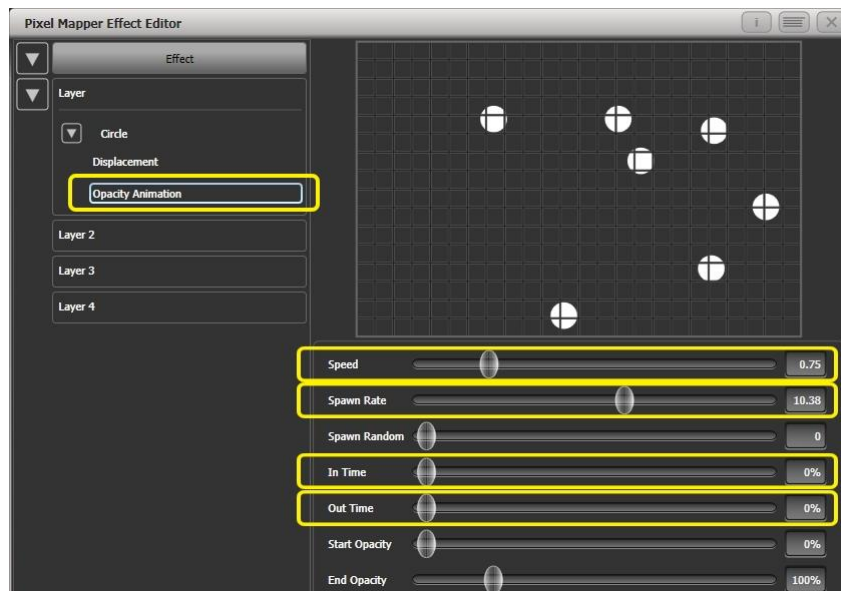 Pixel Mapper Effect Editor
i
Effect
Layer
Circle
Displacement
Opacity Animation
Layer 2
Layer 3
Layer 4
Speed 0.75
Spawn Rate 10.38
Spawn Random 0
In Time 0%
Out Time 0%
Start Opacity 0%
End Opacity 100%